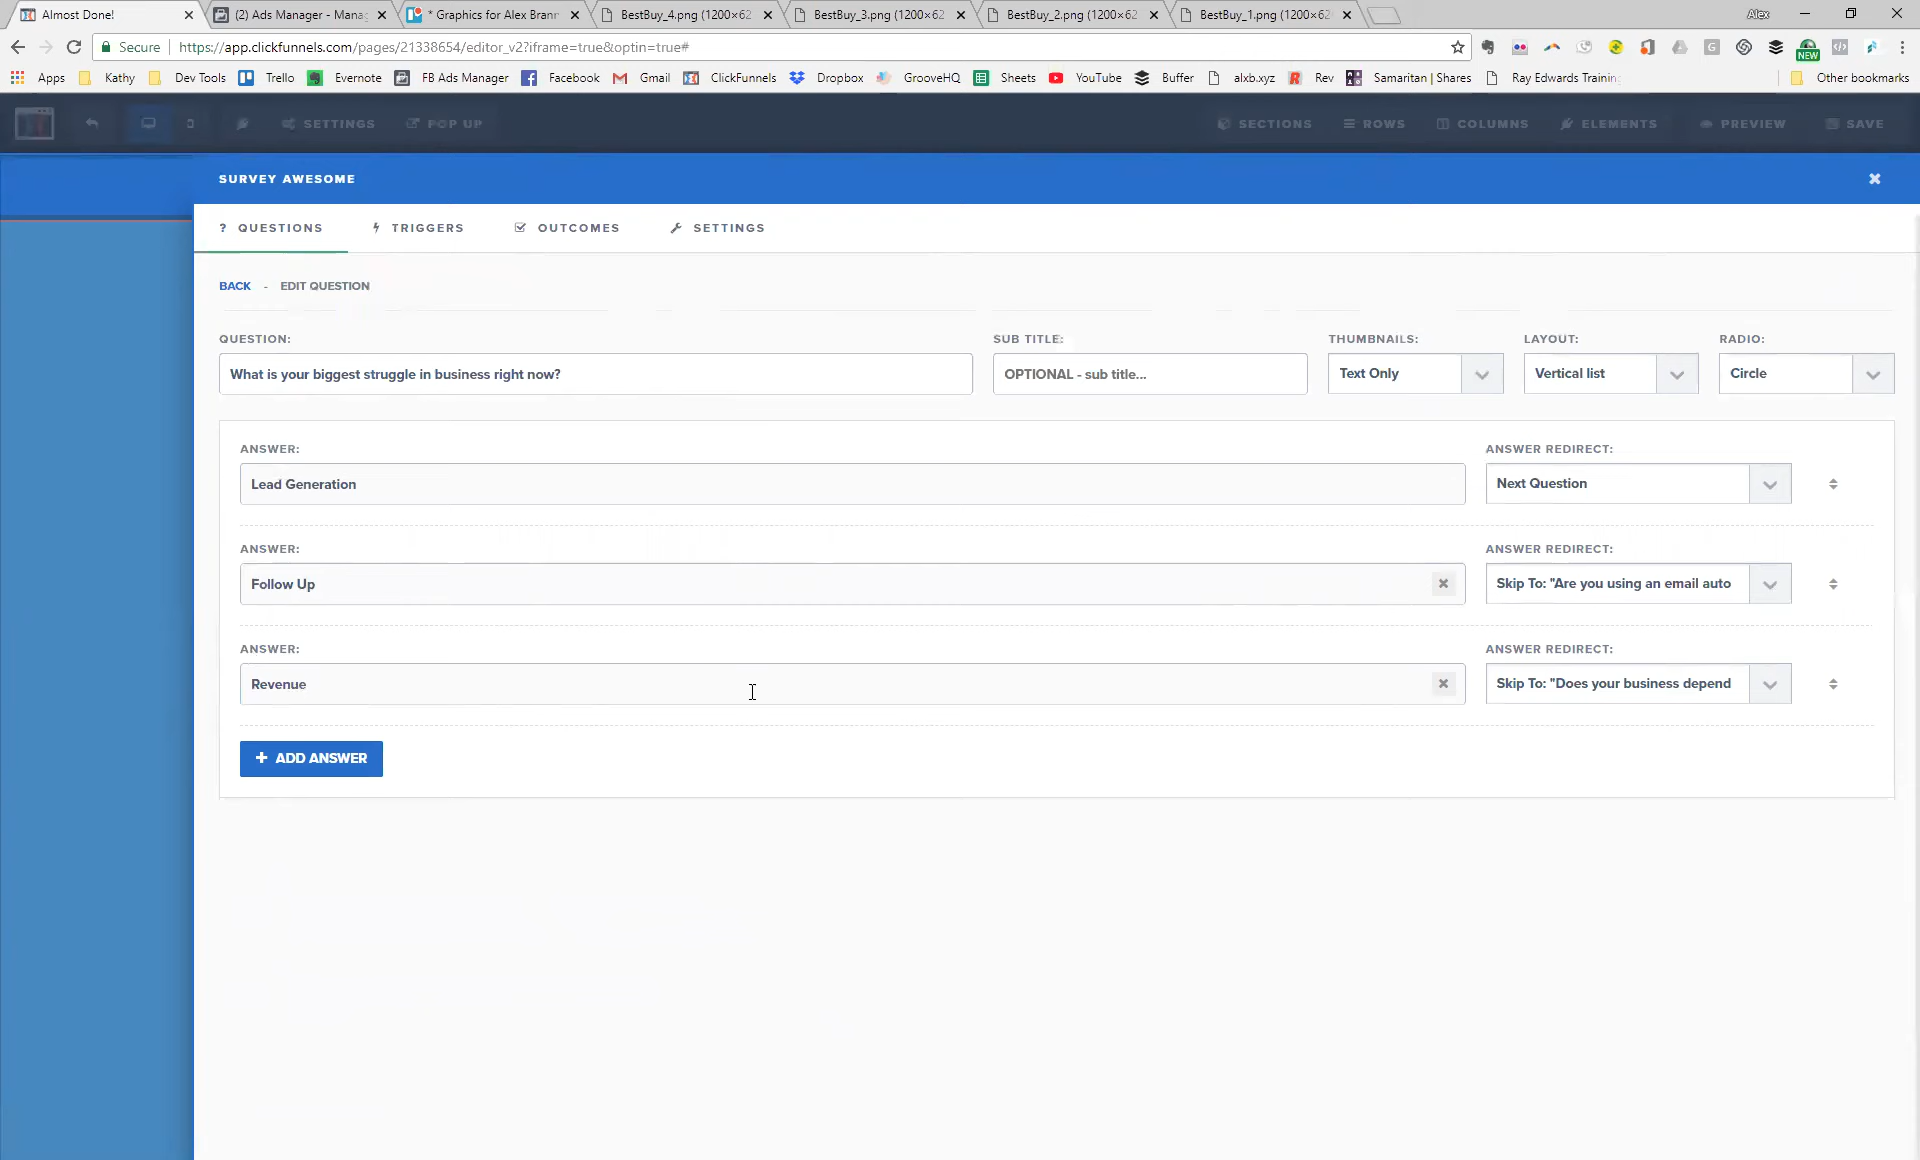 Almost Done!
(2) Ads Manager - Mana
* Graphics for Alex Brann
BestBuy_4.png (1200×62
BestBuy_3.png (1200×62
BestBuy_2.png (1200×62
BestBuy_1.png (1200×62
Alex
Secure
https://app.clickfunnels.com/pages/21338654/editor_v2?iframe=true&optin=true#
NEW
Apps
Kathy
Dev Tools
Trello
Evernote
FB Ads Manager
Facebook
Gmail
ClickFunnels
Dropbox
GrooveHQ
Sheets
YouTube
Buffer
alxb.xyz
Rev
Samaritan | Shares
Ray Edwards Training
Other bookmarks
SETTINGS
POP UP
SECTIONS
ROWS
COLUMNS
ELEMENTS
PREVIEW
SAVE
SURVEY AWESOME
? QUESTIONS
TRIGGERS
OUTCOMES
SETTINGS
BACK - EDIT QUESTION
QUESTION:
SUB TITLE:
THUMBNAILS:
LAYOUT:
RADIO:
What is your biggest struggle in business right now?
OPTIONAL - sub title...
Text Only
Vertical list
Circle
ANSWER:
ANSWER REDIRECT:
Lead Generation
Next Question
ANSWER:
ANSWER REDIRECT:
Follow Up
Skip To: "Are you using an email auto
ANSWER:
ANSWER REDIRECT:
Revenue
Skip To: "Does your business depend
+ ADD ANSWER